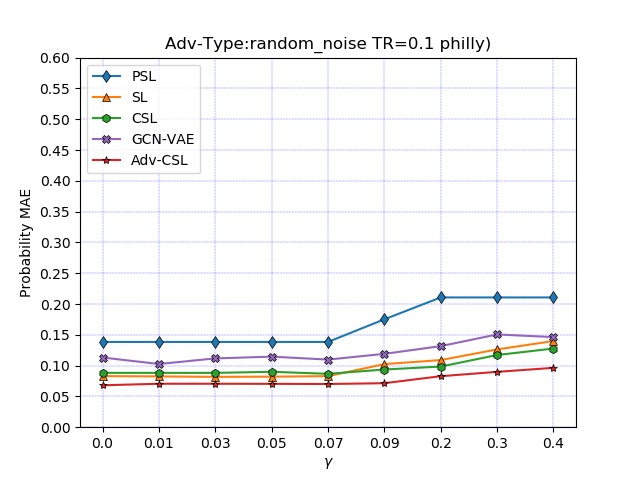 Adv-Type:random_noise TR=0.1 philly)
0.60
0.55
0.50
0.45
0.40
0.35
0.30
0.25
0.20
0.15
0.10
0.05
0.00
Probability MAE
PSL
SL
CSL
GCN-VAE
Adv-CSL
0.0 0.01 0.03 0.05 0.07 0.09 0.2 0.3 0.4
γ